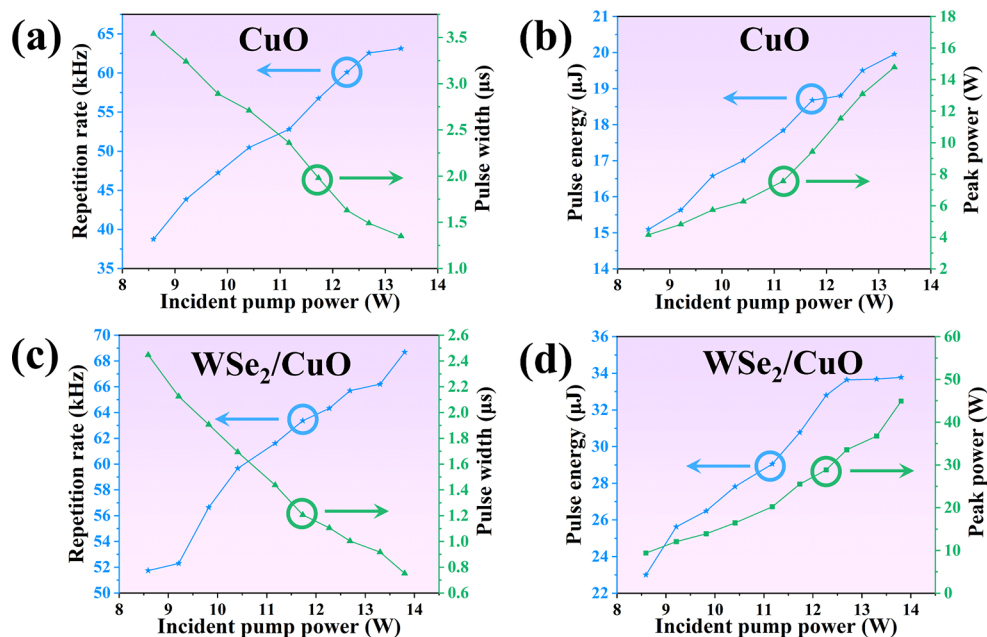 (a)
CuO
Repetition rate (kHz)
65
60
55
50
45
40
35
3.5
3.0
2.5
2.0
1.5
1.0
Pulse width (μs)
8 9 10 11 12 13 14
Incident pump power (W)
(b)
CuO
Pulse energy (μJ)
21
20
19
18
17
16
15
14
18
16
14
12
10
8
6
4
2
Peak power (W)
8 9 10 11 12 13 14
Incident pump power (W)
(c)
WSe₂/CuO
Repetition rate (kHz)
70
68
66
64
62
60
58
56
54
52
50
2.6
2.4
2.2
2.0
1.8
1.6
1.4
1.2
1.0
0.8
0.6
Pulse width (μs)
8 9 10 11 12 13 14
Incident pump power (W)
(d)
WSe₂/CuO
Pulse energy (μJ)
36
34
32
30
28
26
24
22
60
50
40
30
20
10
0
Peak power (W)
8 9 10 11 12 13 14
Incident pump power (W)